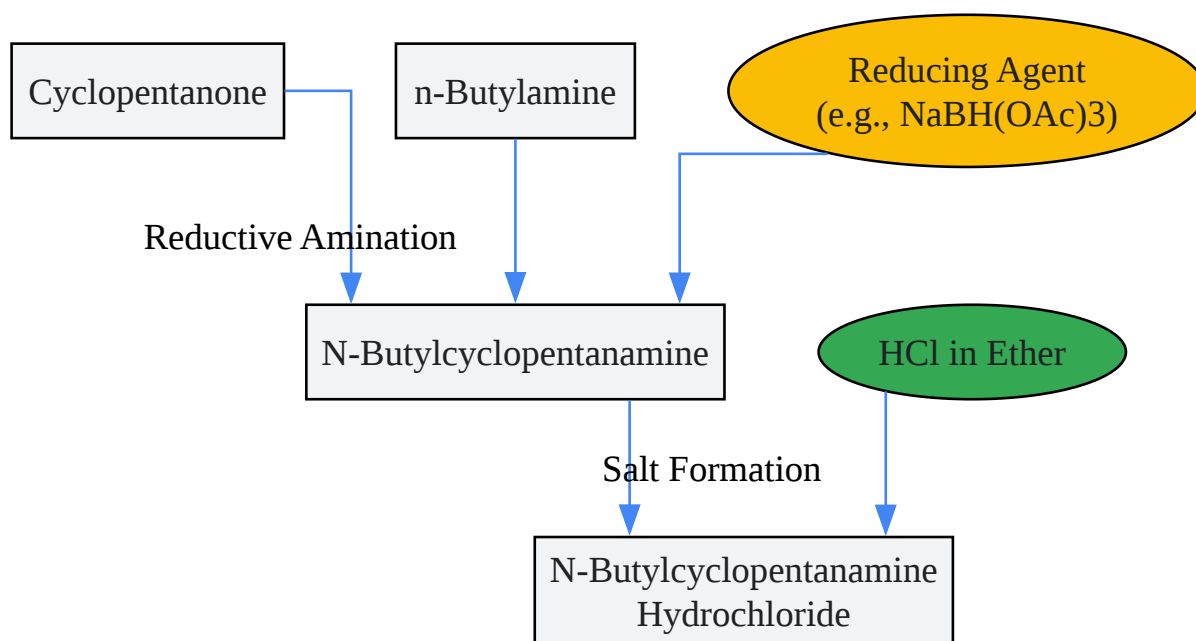 Cyclopentanone
n-Butylamine
Reducing Agent
(e.g., NaBH(OAc)3)
Reductive Amination
N-Butylcyclopentanamine
HCl in Ether
Salt Formation
N-Butylcyclopentanamine
Hydrochloride